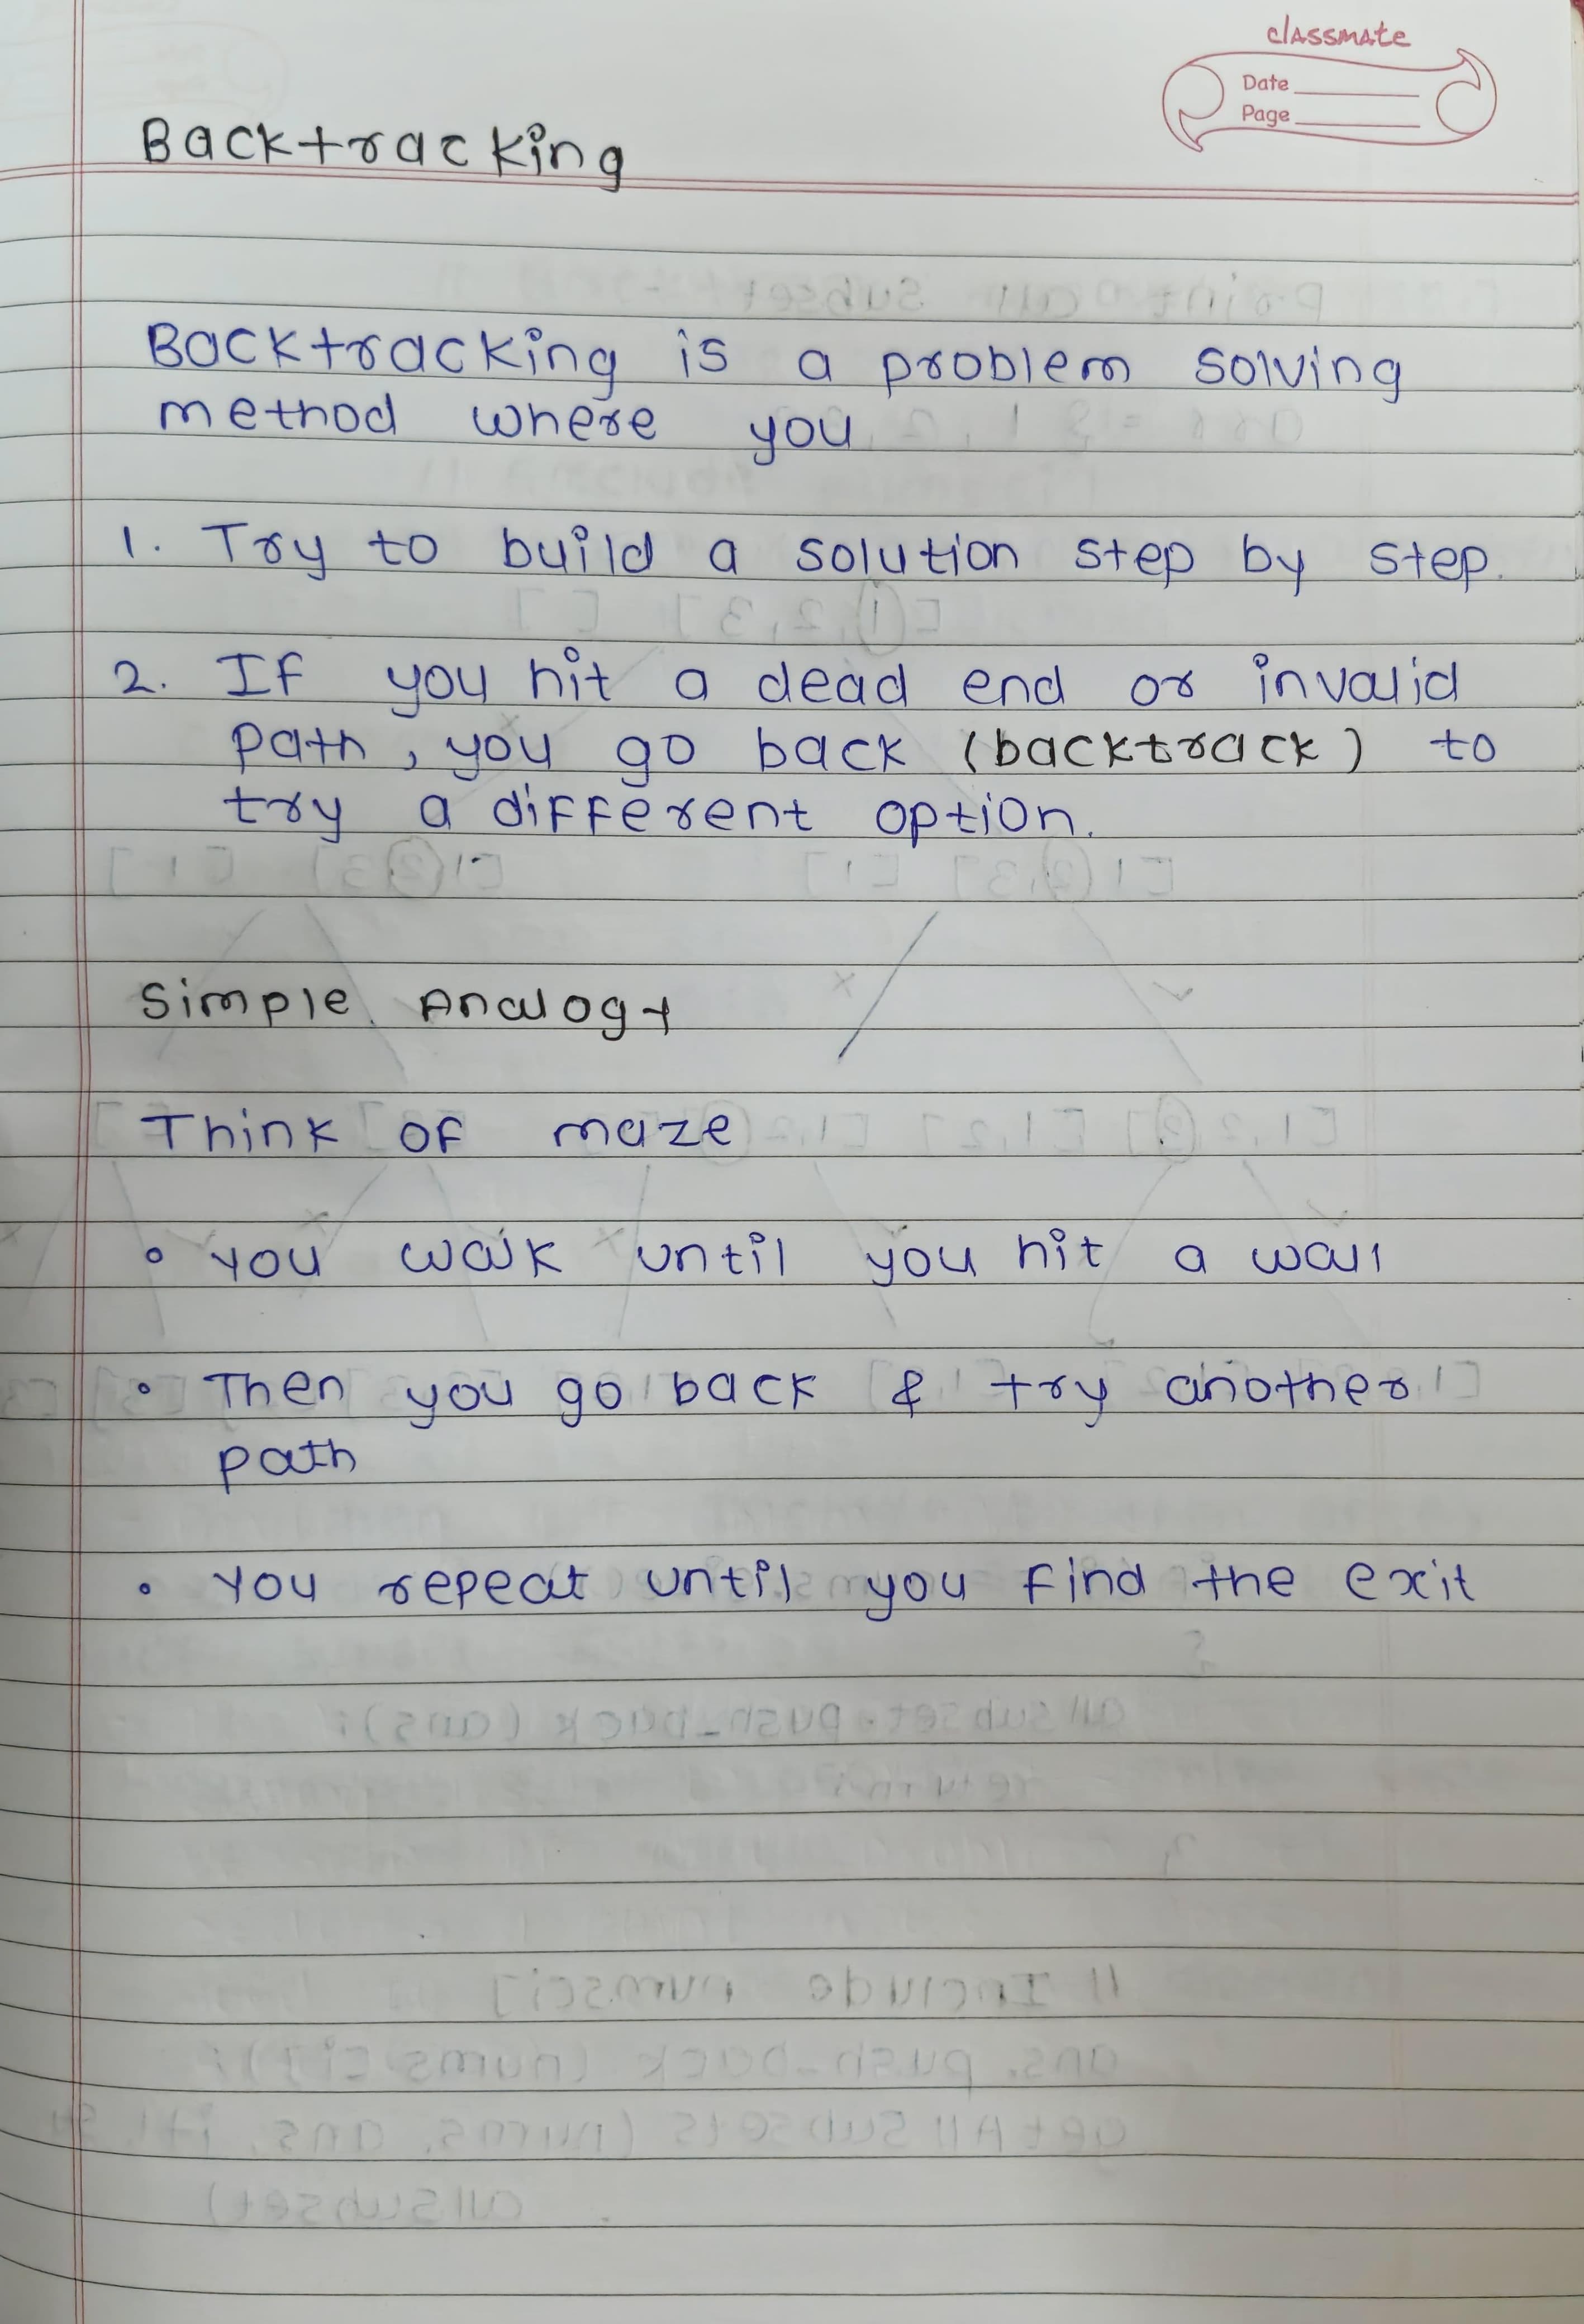 classmate
Date
Page
Backtracking
Backtracking is a problem solving
method where you
1. Try to build a solution step by step.
2. If you hit a dead end or invalid
path, you go back (backtrack) to
try a different option.
Simple Analogy
Think of maze
• You walk until you hit a wall
• Then you go back & try another
path
• You repeat until you find the exit